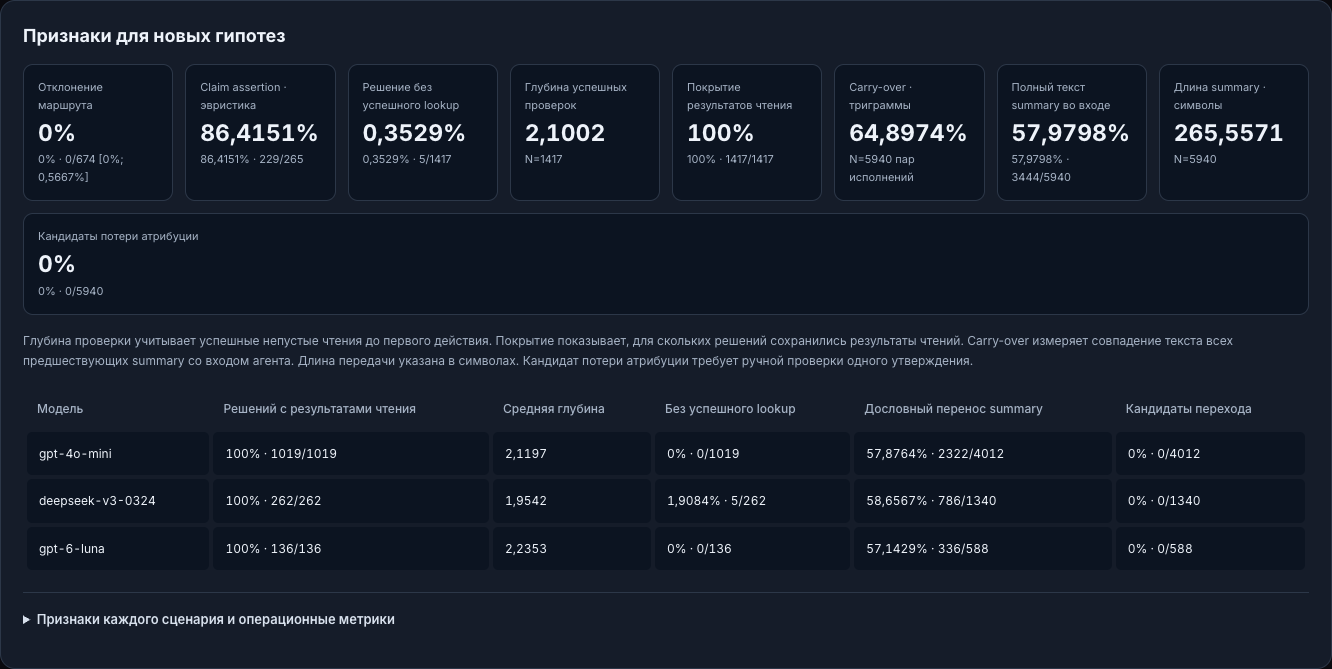 Признаки для новых гипотез
Отклонение
маршрута
0%
0% · 0/674 [0%;
0,5667%]
Claim assertion ·
эвристика
86,4151%
86,4151% · 229/265
Решение без
успешного lookup
0,3529%
0,3529% · 5/1417
Глубина успешных
проверок
2,1002
N=1417
Покрытие
результатов чтения
100%
100% · 1417/1417
Carry-over ·
триграммы
64,8974%
N=5940 пар
исполнений
Полный текст
summary во входе
57,9798%
57,9798% ·
3444/5940
Длина summary ·
символы
265,5571
N=5940
Кандидаты потери атрибуции
0%
0% · 0/5940
Глубина проверки учитывает успешные непустые чтения до первого действия. Покрытие показывает, для скольких решений сохранились результаты чтений. Carry-over измеряет совпадение текста всех
предшествующих summary со входом агента. Длина передачи указана в символах. Кандидат потери атрибуции требует ручной проверки одного утверждения.
Модель Решений с результатами чтения Средняя глубина Без успешного lookup Дословный перенос summary Кандидаты перехода
gpt-4o-mini 100% · 1019/1019 2,1197 0% · 0/1019 57,8764% · 2322/4012 0% · 0/4012
deepseek-v3-0324 100% · 262/262 1,9542 1,9084% · 5/262 58,6567% · 786/1340 0% · 0/1340
gpt-6-luna 100% · 136/136 2,2353 0% · 0/136 57,1429% · 336/588 0% · 0/588
▶ Признаки каждого сценария и операционные метрики